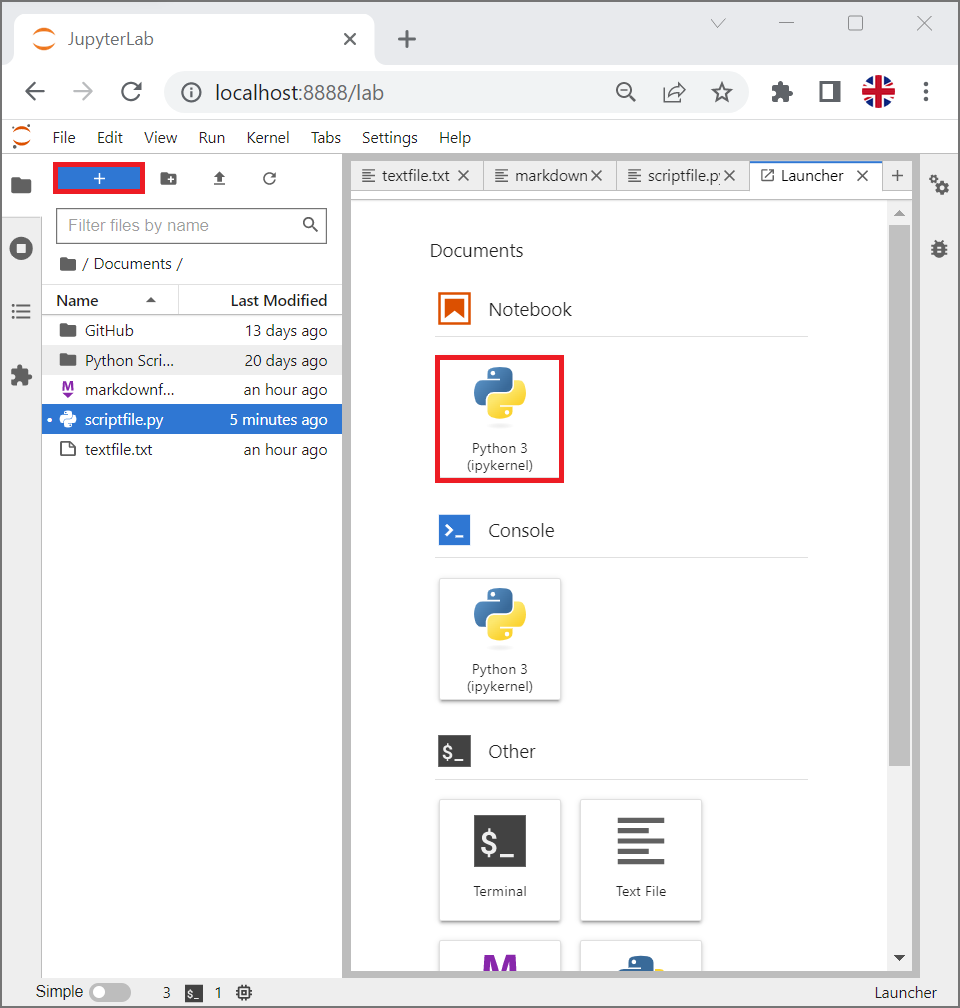 JupyterLab
localhost:8888/lab
File Edit View Run Kernel Tabs Settings Help
textfile.txt markdown scriptfile.py Launcher
Filter files by name
/ Documents /
Name Last Modified
GitHub 13 days ago
Python Scri... 20 days ago
markdownf... an hour ago
scriptfile.py 5 minutes ago
textfile.txt an hour ago
Documents
Notebook
Python 3
(ipykernel)
Console
Python 3
(ipykernel)
$_ Other
$_
Terminal
Text File
M
Simple 3 $_ 1 Launcher